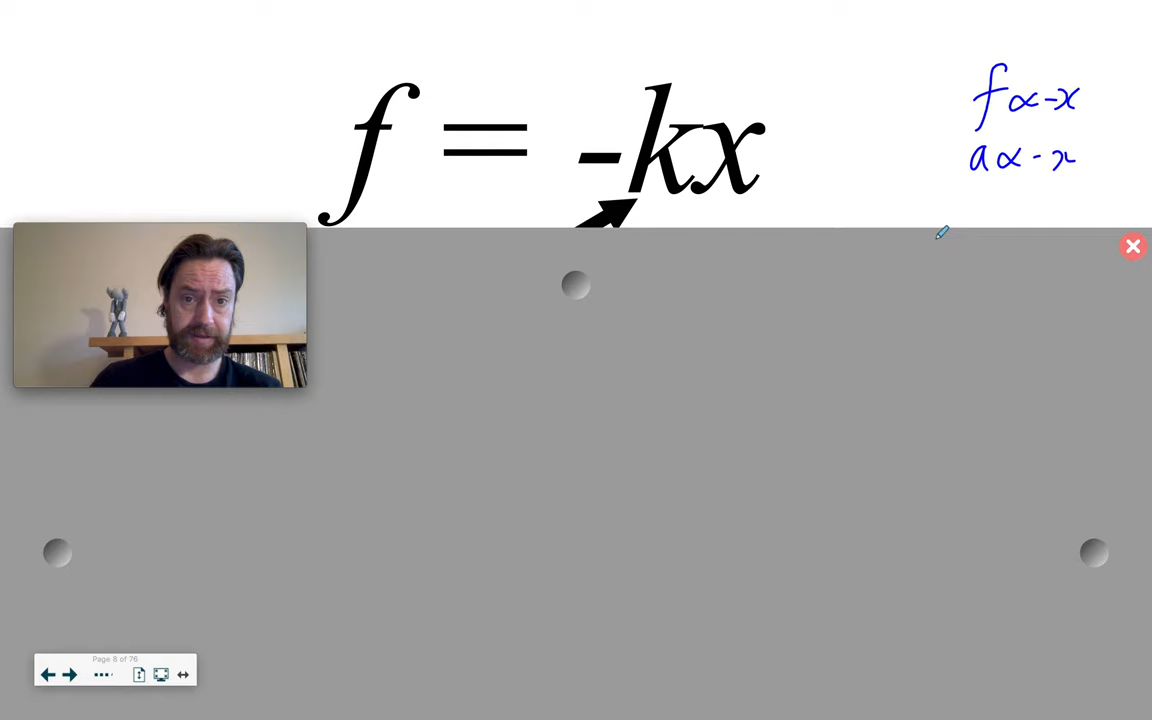 f = -kx
f ∝ -x
a ∝ -x
Page 8 of 76